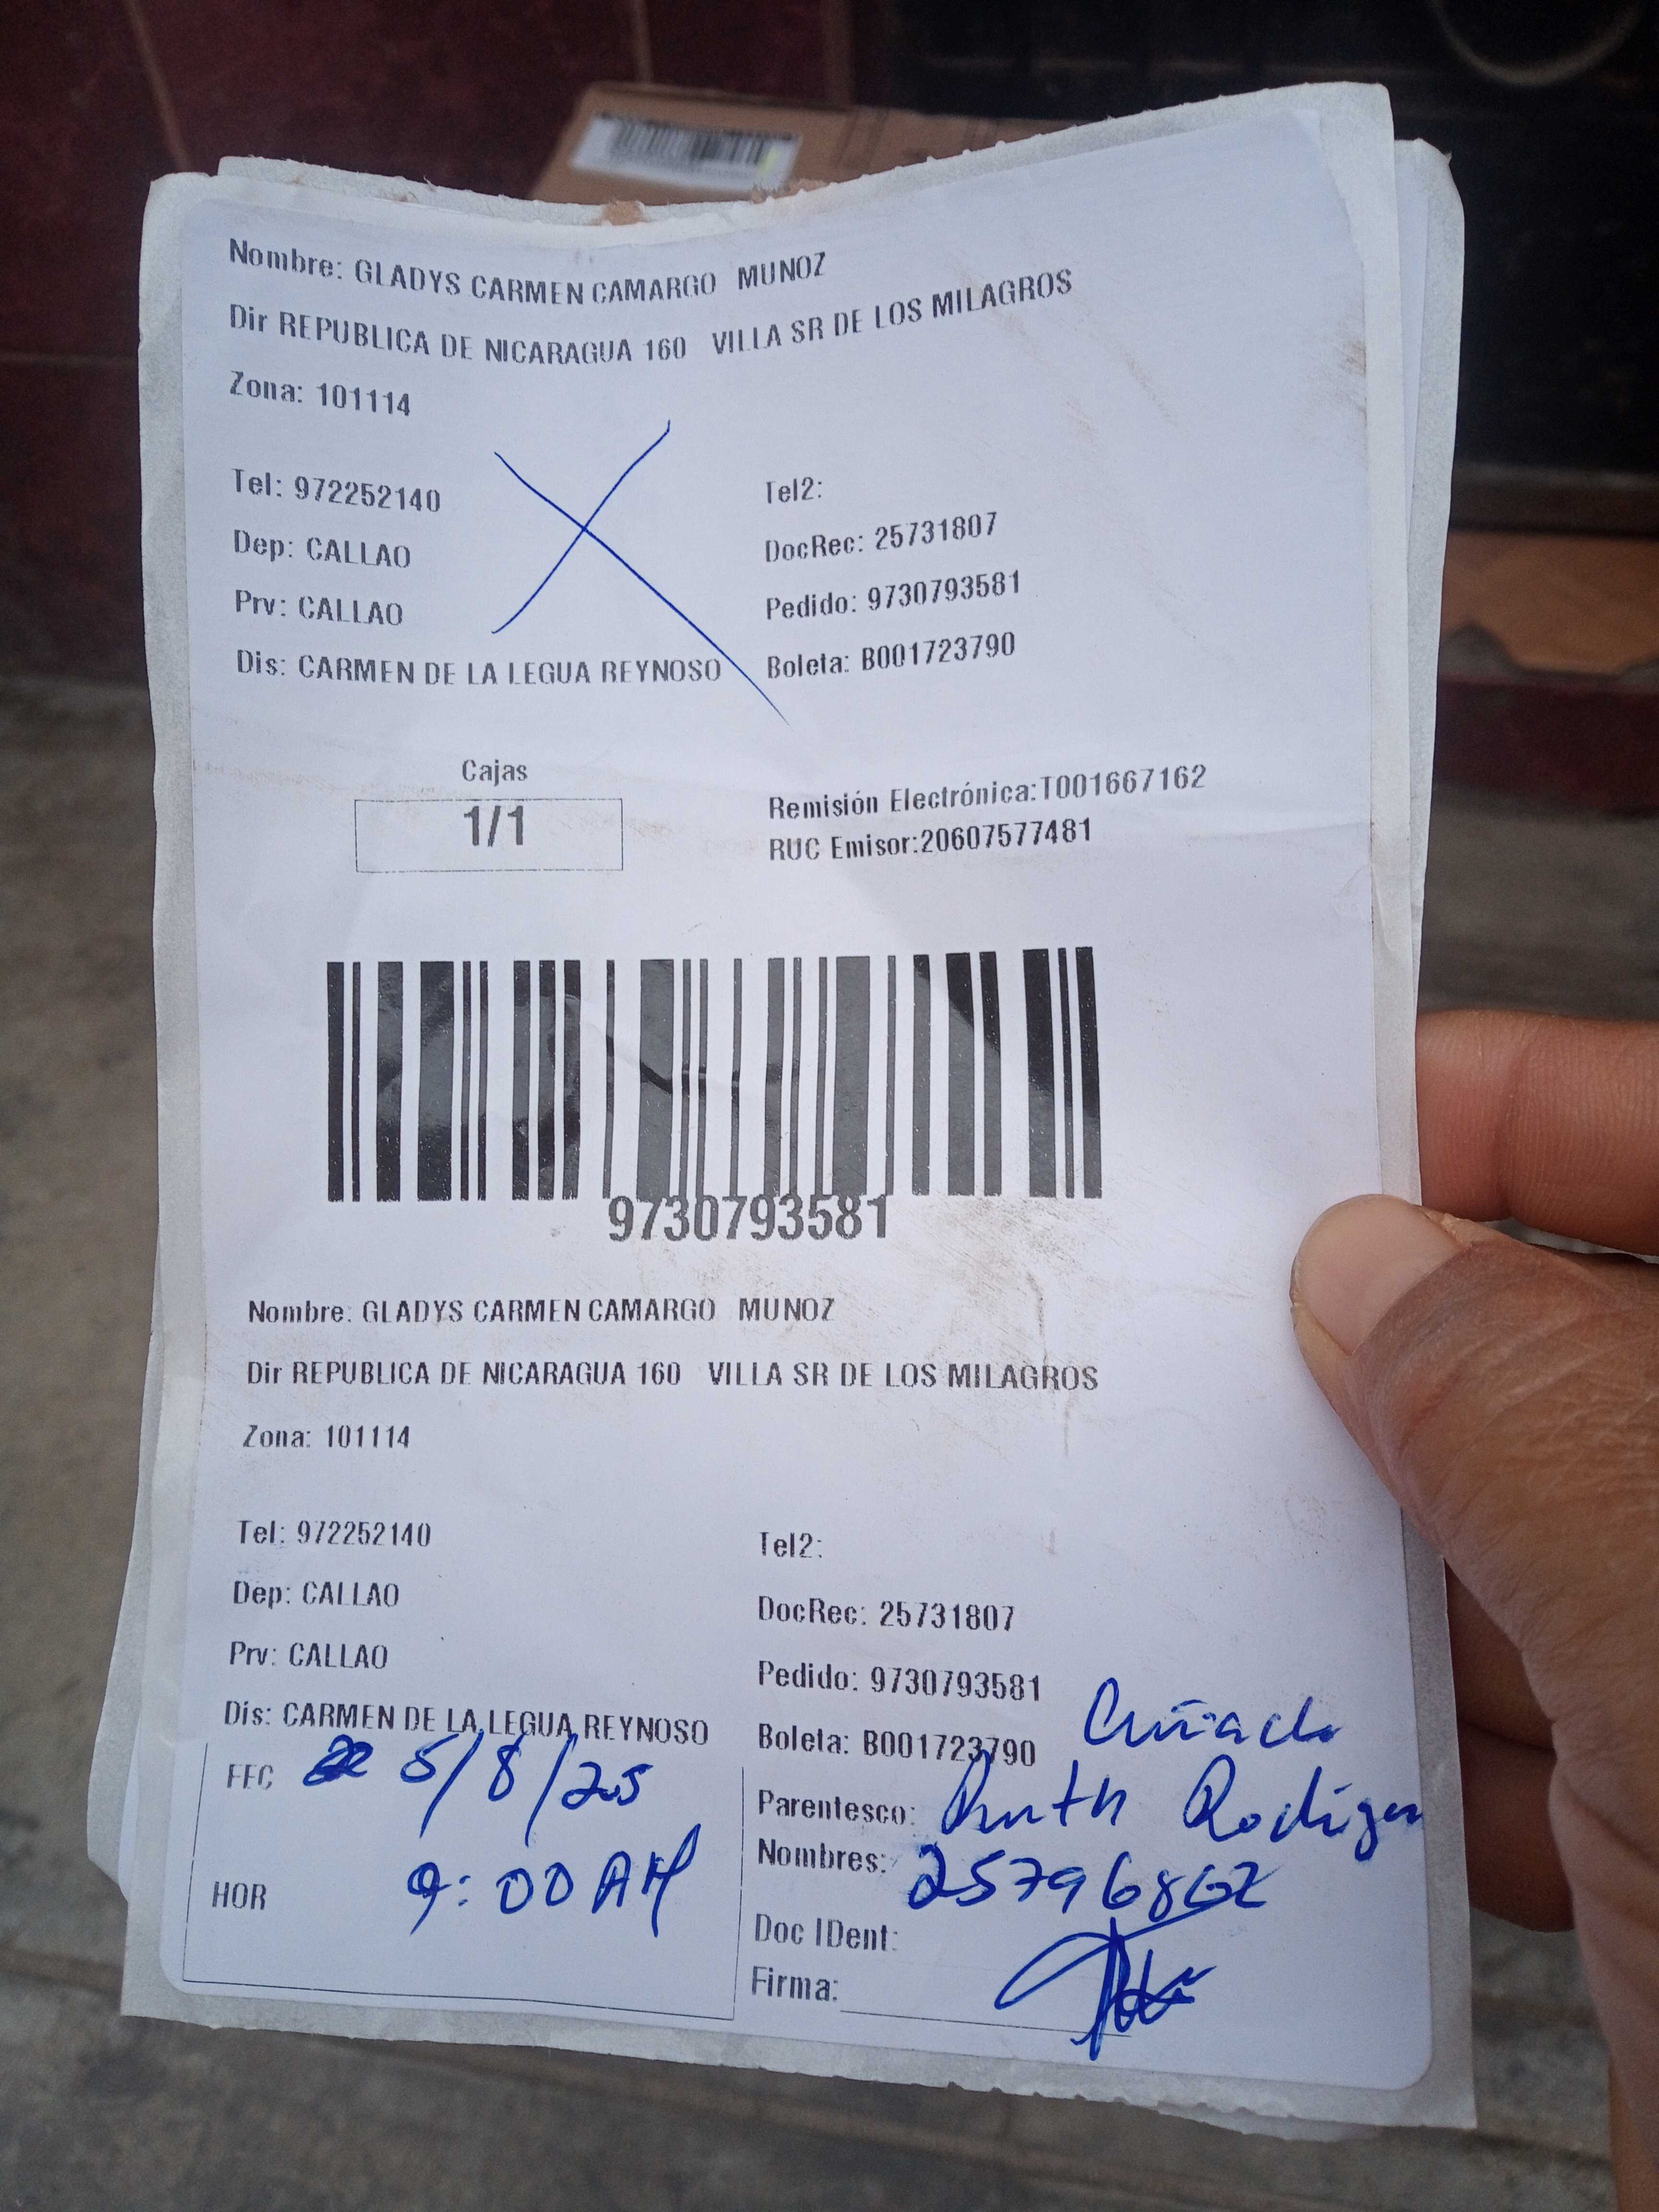 Nombre: GLADYS CARMEN CAMARGO MUNOZ
Dir REPUBLICA DE NICARAGUA 160 VILLA SR DE LOS MILAGROS
Zona: 101114
Tel: 972252140 Tel2:
Dep: CALLAO DocRec: 25731807
Prv: CALLAO Pedido: 9730793581
Dis: CARMEN DE LA LEGUA REYNOSO Boleta: B001723790
Cajas
1/1
Remisión Electrónica:T001667162
RUC Emisor:20607577481
9730793581
Nombre: GLADYS CARMEN CAMARGO MUNOZ
Dir REPUBLICA DE NICARAGUA 160 VILLA SR DE LOS MILAGROS
Zona: 101114
Tel: 972252140 Tel2:
Dep: CALLAO DocRec: 25731807
Prv: CALLAO Pedido: 9730793581
Dis: CARMEN DE LA LEGUA REYNOSO Boleta: B001723790
FEC 5/8/25
HOR 9:00 AM
Cuñada
Parentesco: Ruth
Nombres:
Doc IDent:
Firma: